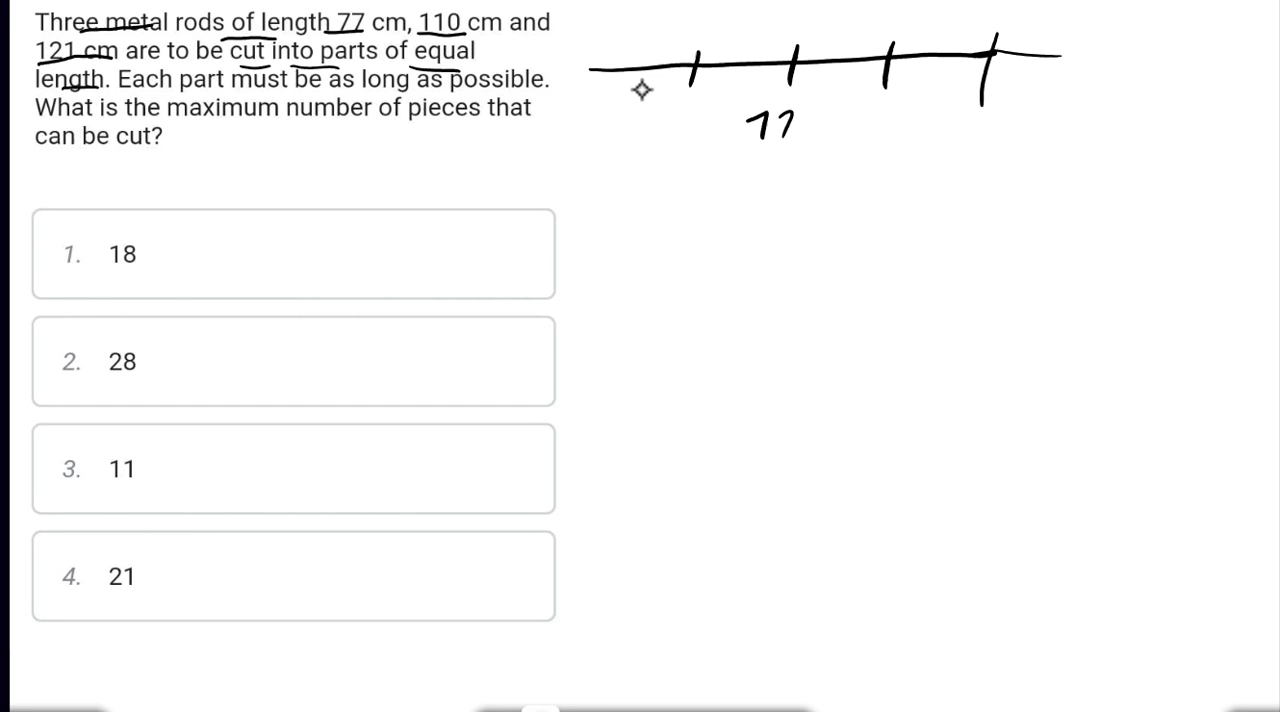 Three metal rods of length 77 cm, 110 cm and
121 cm are to be cut into parts of equal
length. Each part must be as long as possible.
What is the maximum number of pieces that
can be cut?
77
1. 18
2. 28
3. 11
4. 21